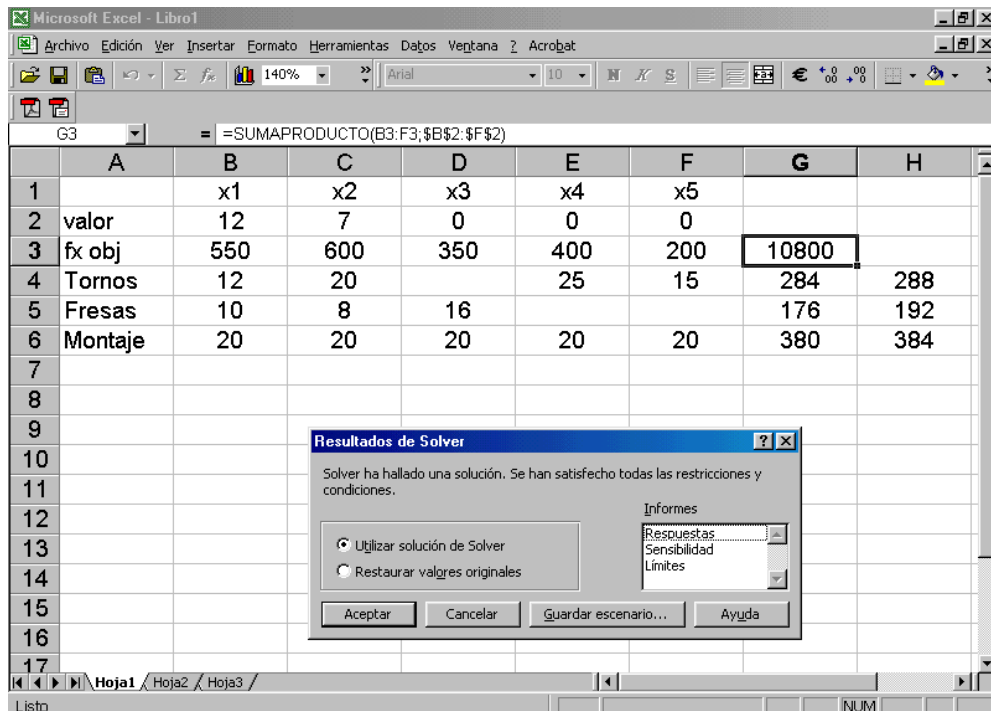 Microsoft Excel - Libro1
Archivo Edición Ver Insertar Formato Herramientas Datos Ventana ? Acrobat
140% Arial 10 N K S €
G3 = =SUMAPRODUCTO(B3:F3;$B$2:$F$2)
A B C D E F G H
1 x1 x2 x3 x4 x5
2 valor 12 7 0 0 0
3 fx obj 550 600 350 400 200 10800
4 Tornos 12 20 25 15 284 288
5 Fresas 10 8 16 176 192
6 Montaje 20 20 20 20 20 380 384
7
8
9
Resultados de Solver
10
Solver ha hallado una solución. Se han satisfecho todas las restricciones y
condiciones.
11
12
Informes
Respuestas
13
Utilizar solución de Solver
Sensibilidad
14
Restaurar valores originales
Límites
15
Aceptar Cancelar Guardar escenario... Ayuda
16
17
Hoja1 Hoja2 Hoja3
Listo NUM